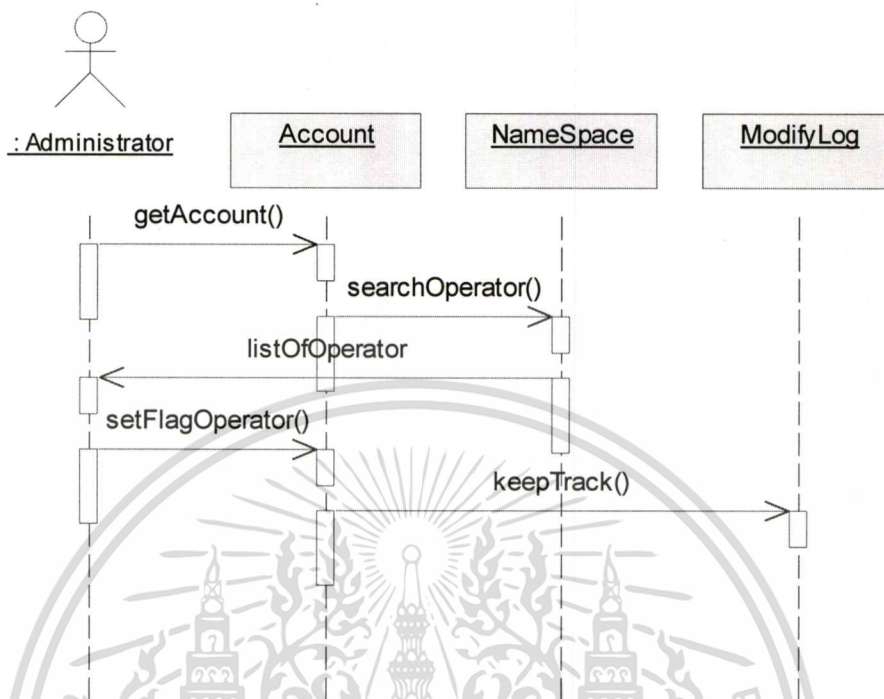 : Administrator
Account
NameSpace
ModifyLog
getAccount()
searchOperator()
listOfOperator
setFlagOperator()
keepTrack()